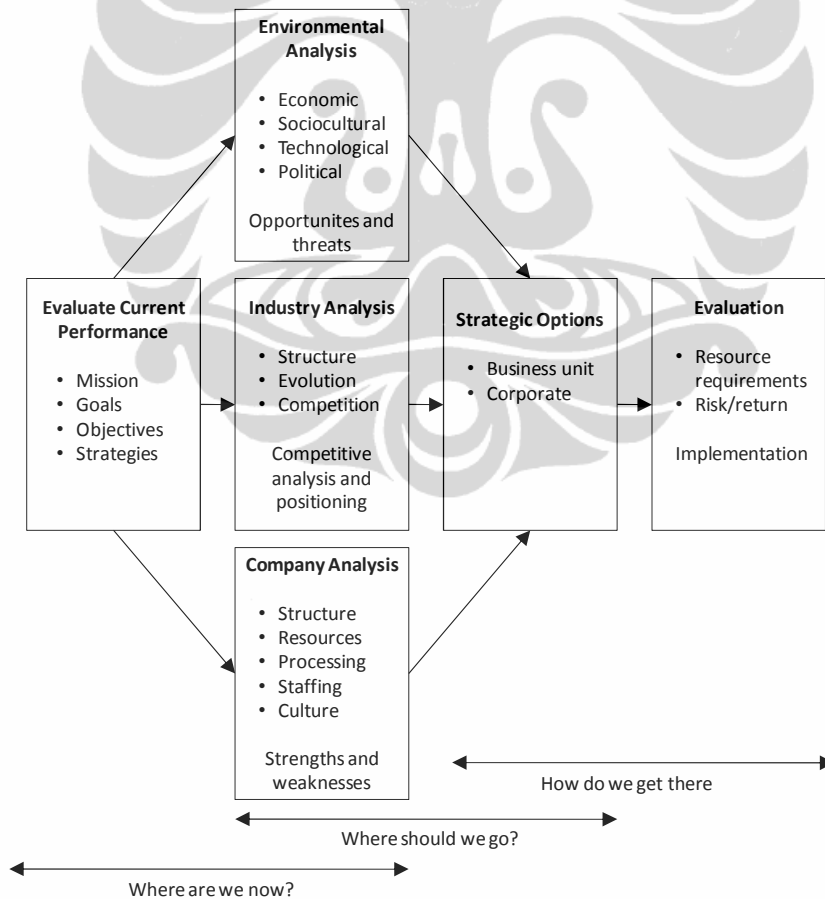 Environmental
Analysis
• Economic
• Sociocultural
• Technological
• Political
Opportunites and
threats
Evaluate Current
Performance
• Mission
• Goals
• Objectives
• Strategies
Industry Analysis
• Structure
• Evolution
• Competition
Competitive
analysis and
positioning
Strategic Options
• Business unit
• Corporate
Evaluation
• Resource
requirements
• Risk/return
Implementation
Company Analysis
• Structure
• Resources
• Processing
• Staffing
• Culture
Strengths and
weaknesses
How do we get there
Where should we go?
Where are we now?